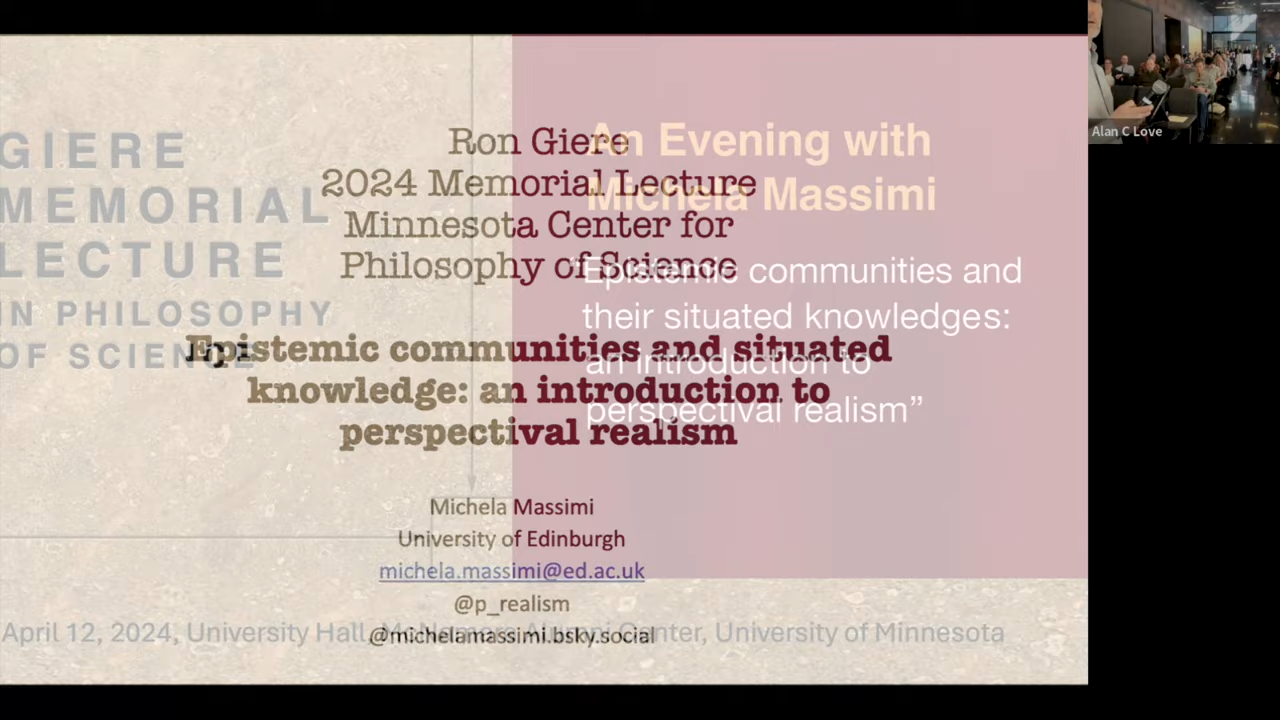 GIERE
MEMORIAL
LECTURE
IN PHILOSOPHY
OF SCIENCE
An Evening with
Michela Massimi
“Epistemic communities and
their situated knowledges:
an introduction to
perspectival realism”
April 12, 2024, University Hall, McNamara Alumni Center, University of Minnesota
Ron Giere
2024 Memorial Lecture
Minnesota Center for
Philosophy of Science
Epistemic communities and situated
knowledge: an introduction to
perspectival realism
Michela Massimi
University of Edinburgh
michela.massimi@ed.ac.uk
@p_realism
@michelamassimi.bsky.social
Alan C Love